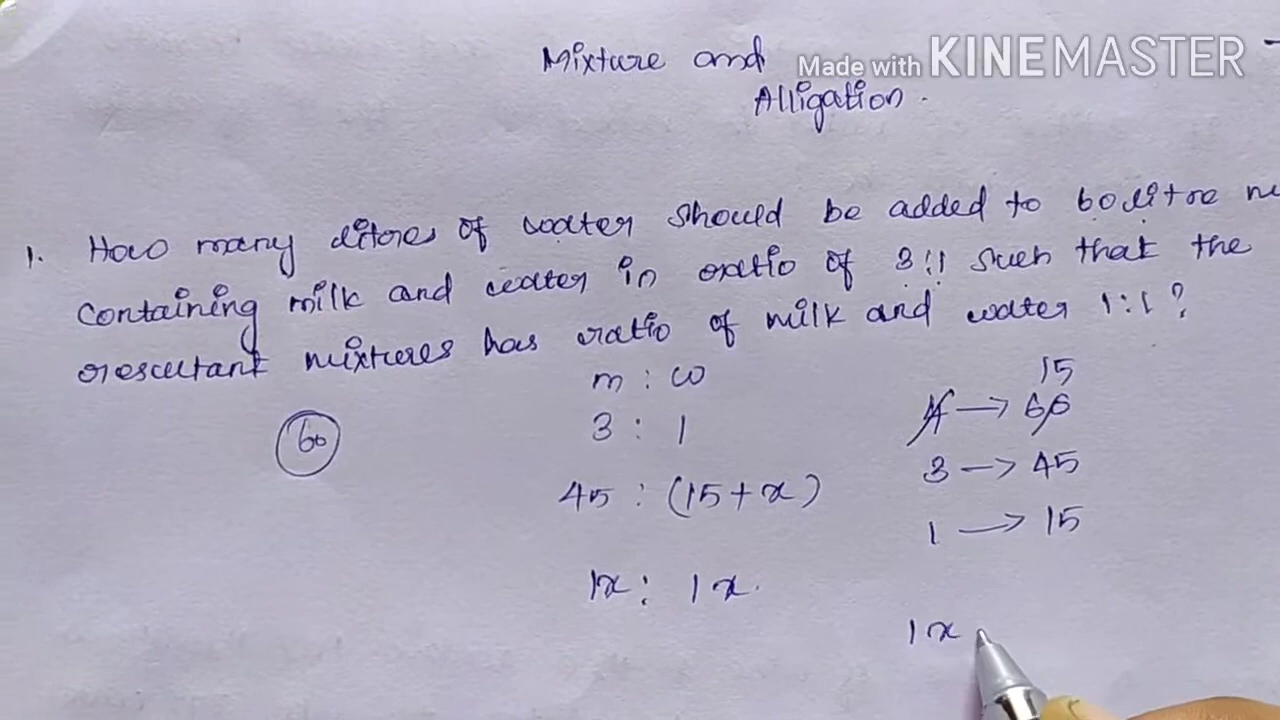 Mixture and
Made with KINEMASTER
Alligation.
1. How many litres of water should be added to 60 litre
containing milk and water in ratio of 3:1 such that the
resultant mixtures has ratio of milk and water 1:1?
m : w
15
4 → 60
3 : 1
60
3 → 45
45 : (15+x)
1 → 15
1x : 1x.
1x